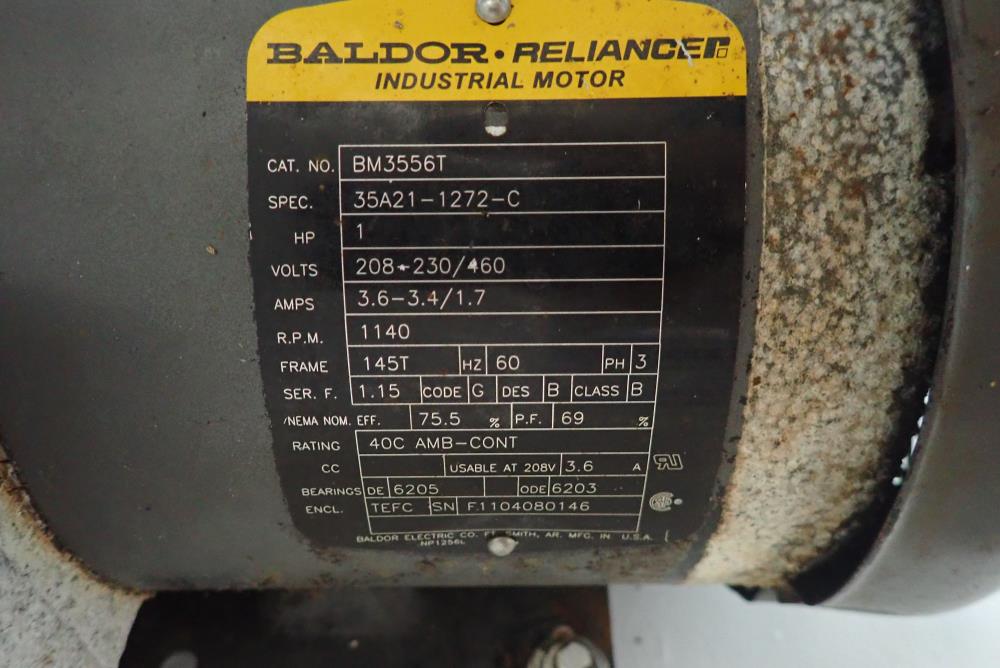 BALDOR • RELIANCER
INDUSTRIAL MOTOR
CAT. NO. BM3556T
SPEC. 35A21-1272-C
HP 1
VOLTS 208-230/460
AMPS 3.6-3.4/1.7
R.P.M. 1140
FRAME 145T HZ 60 PH 3
SER. F. 1.15 CODE G DES B CLASS B
NEMA NOM. EFF. 75.5 % P.F. 69 %
RATING 40C AMB-CONT
CC USABLE AT 208V 3.6 A
BEARINGS DE 6205 ODE 6203
ENCL. TEFC SN F1104080146
BALDOR ELECTRIC CO. FT. SMITH, AR. MFG. IN U.S.A.
NP1256L